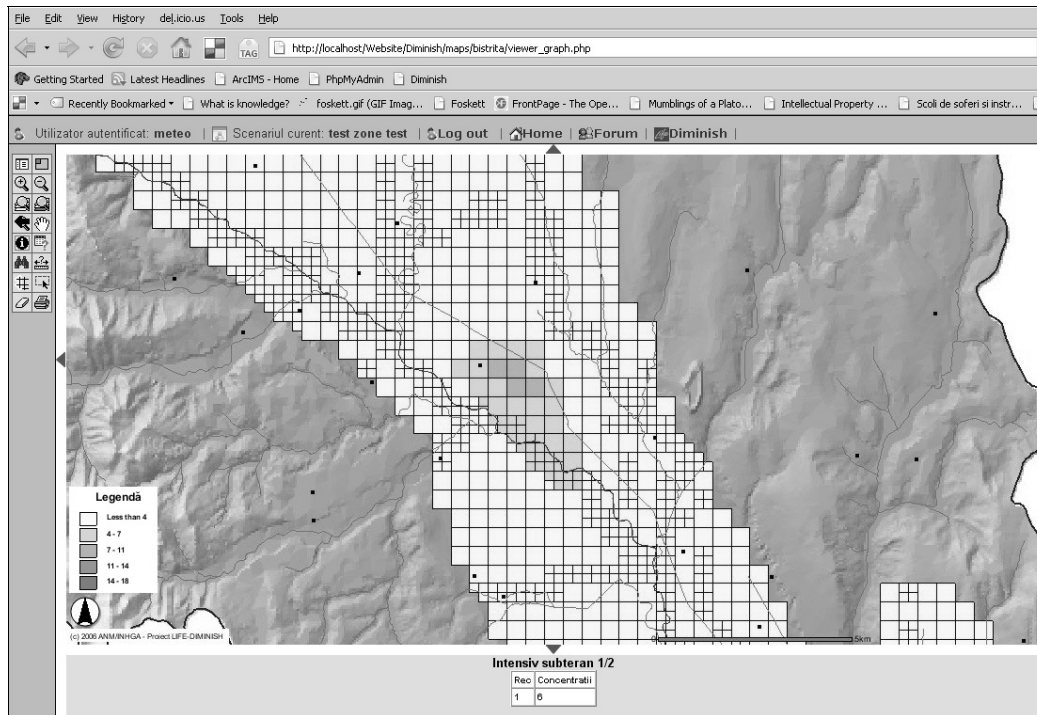 File Edit View History del.icio.us Tools Help
TAG http://localhost/Website/Diminish/maps/bistrita/viewer_graph.php
Getting Started Latest Headlines ArcIMS - Home PhpMyAdmin Diminish
Recently Bookmarked What is knowledge? foskett.gif (GIF Imag... Foskett FrontPage - The Ope... Mumblings of a Plato... Intellectual Property ... Scoli de soferi si instr...
Utilizator autentificat: meteo | Scenariul curent: test zone test | Log out | Home | Forum | Diminish |
Legendă
Less than 4
4 - 7
7 - 11
11 - 14
14 - 18
(c) 2006 ANM/INHGA - Proiect LIFE-DIMINISH
0 5km
Intensiv subteran 1/2
Rec Concentratii
1 6